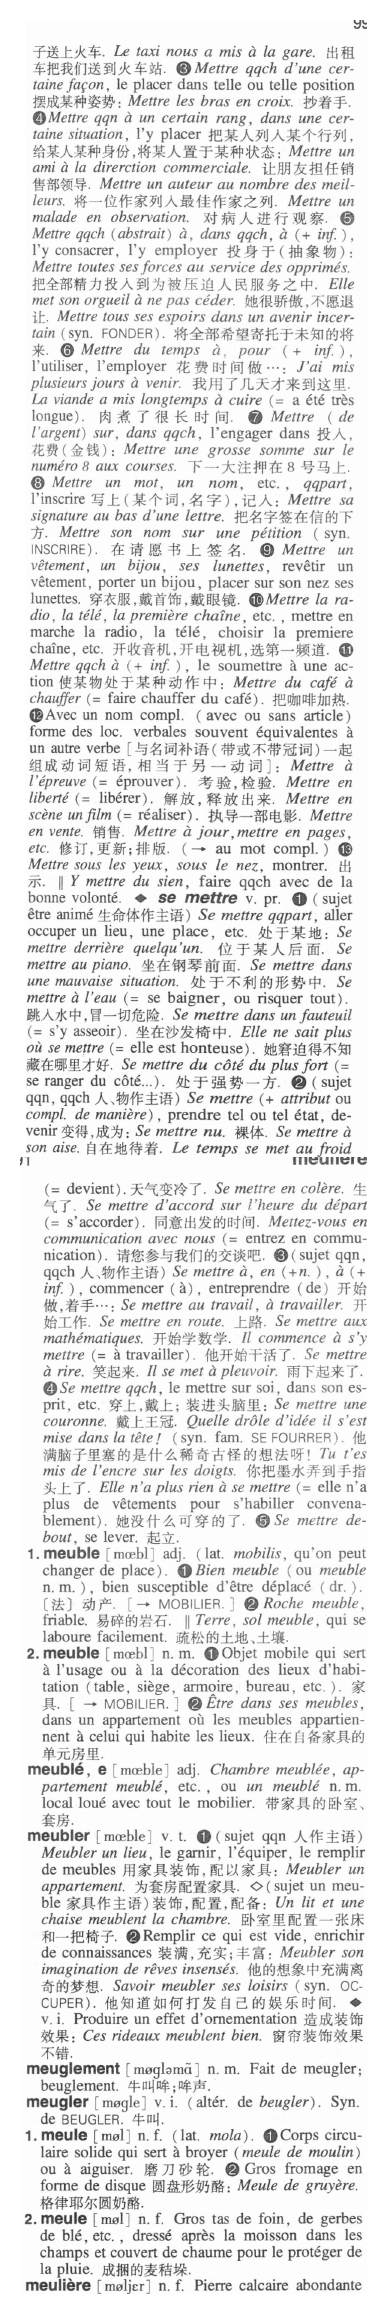 99
子送上火车. Le taxi nous a mis à la gare. 出租
车把我们送到火车站. ❸Mettre qqch d'une cer-
taine façon, le placer dans telle ou telle position
摆成某种姿势: Mettre les bras en croix. 抄着手.
❹Mettre qqn à un certain rang, dans une cer-
taine situation, l'y placer 把某人列入某个行列,
给某人某种身份,将某人置于某种状态: Mettre un
ami à la direrction commerciale. 让朋友担任销
售部领导. Mettre un auteur au nombre des meil-
leurs. 将一位作家列入最佳作家之列. Mettre un
malade en observation. 对病人进行观察. ❺
Mettre qqch (abstrait) à, dans qqch, à (+ inf.),
l'y consacrer, l'y employer 投身于(抽象物):
Mettre toutes ses forces au service des opprimés.
把全部精力投入到为被压迫人民服务之中. Elle
met son orgueil à ne pas céder. 她很骄傲,不愿退
让. Mettre tous ses espoirs dans un avenir incer-
tain (syn. FONDER). 将全部希望寄托于未知的将
来. ❻ Mettre du temps à, pour (+ inf.),
l'utiliser, l'employer 花费时间做…: J'ai mis
plusieurs jours à venir. 我用了几天才来到这里.
La viande a mis longtemps à cuire (= a été très
longue). 肉煮了很长时间. ❼ Mettre (de
l'argent) sur, dans qqch, l'engager dans 投入,
花费(金钱): Mettre une grosse somme sur le
numéro 8 aux courses. 下一大注押在 8 号马上.
❽ Mettre un mot, un nom, etc., qqpart,
l'inscrire 写上(某个词,名字),记入: Mettre sa
signature au bas d'une lettre. 把名字签在信的下
方. Mettre son nom sur une pétition (syn.
INSCRIRE). 在请愿书上签名. ❾ Mettre un
vêtement, un bijou, ses lunettes, revêtir un
vêtement, porter un bijou, placer sur son nez ses
lunettes. 穿衣服,戴首饰,戴眼镜. ❿Mettre la ra-
dio, la télé, la première chaîne, etc., mettre en
marche la radio, la télé, choisir la premiere
chaîne, etc. 开收音机,开电视机,选第一频道. ⓫
Mettre qqch à (+ inf), le soumettre à une ac-
tion 使某物处于某种动作中: Mettre du café à
chauffer (= faire chauffer du café). 把咖啡加热.
⓬Avec un nom compl. (avec ou sans article)
forme des loc. verbales souvent équivalentes à
un autre verbe [与名词补语(带或不带冠词)一起
组成动词短语,相当于另一动词]: Mettre à
l'épreuve (= éprouver). 考验,检验. Mettre en
liberté (= libérer). 解放,释放出来. Mettre en
scène un film (= réaliser). 执导一部电影. Mettre
en vente. 销售. Mettre à jour, mettre en pages,
etc. 修订,更新;排版. (→ au mot compl.) ⓭
Mettre sous les yeux, sous le nez, montrer. 出
示. ‖ Y mettre du sien, faire qqch avec de la
bonne volonté. ◆ se mettre v. pr. ❶ (sujet
être animé 生命体作主语) Se mettre qqpart, aller
occuper un lieu, une place, etc. 处于某地: Se
mettre derrière quelqu'un. 位于某人后面. Se
mettre au piano. 坐在钢琴前面. Se mettre dans
une mauvaise situation. 处于不利的形势中. Se
mettre à l'eau (= se baigner, ou risquer tout).
跳入水中,冒一切危险. Se mettre dans un fauteuil
(= s'y asseoir). 坐在沙发椅中. Elle ne sait plus
où se mettre (= elle est honteuse). 她窘迫得不知
藏在哪里才好. Se mettre du côté du plus fort (=
se ranger du côté...). 处于强势一方. ❷ (sujet
qqn, qqch 人、物作主语) Se mettre (+ attribut ou
compl. de manière), prendre tel ou tel état, de-
venir 变得,成为: Se mettre nu. 裸体. Se mettre à
son aise. 自在地待着. Le temps se met au froid
meulière
(= devient). 天气变冷了. Se mettre en colère. 生
气了. Se mettre d'accord sur l'heure du départ
(= s'accorder). 同意出发的时间. Mettez-vous en
communication avec nous (= entrez en commu-
nication). 请您参与我们的交谈吧. ❸(sujet qqn,
qqch 人、物作主语) Se mettre à, en (+n.), à (+
inf.), commencer (à), entreprendre (de) 开始
做,着手…: Se mettre au travail, à travailler. 开
始工作. Se mettre en route. 上路. Se mettre aux
mathématiques. 开始学数学. Il commence à s'y
mettre (= à travailler). 他开始干活了. Se mettre
à rire. 笑起来. Il se met à pleuvoir. 雨下起来了.
❹Se mettre qqch, le mettre sur soi, dans son es-
prit, etc. 穿上,戴上; 装进头脑里: Se mettre une
couronne. 戴上王冠. Quelle drôle d'idée il s'est
mise dans la tête! (syn. fam. SE FOURRER). 他
满脑子里塞的是什么稀奇古怪的想法呀! Tu t'es
mis de l'encre sur les doigts. 你把墨水弄到手指
头上了. Elle n'a plus rien à se mettre (= elle n'a
plus de vêtements pour s'habiller convena-
blement). 她没什么可穿的了. ❺Se mettre de-
bout, se lever. 起立.
1. meuble [mœbl] adj. (lat. mobilis, qu'on peut
changer de place). ❶Bien meuble (ou meuble
n. m.), bien susceptible d'être déplacé (dr.).
〔法〕动产. [→ MOBILIER.] ❷Roche meuble,
friable. 易碎的岩石. ‖ Terre, sol meuble, qui se
laboure facilement. 疏松的土地、土壤.
2. meuble [mœbl] n. m. ❶Objet mobile qui sert
à l'usage ou à la décoration des lieux d'habi-
tation (table, siège, armoire, bureau, etc.). 家
具. [ → MOBILIER.] ❷Être dans ses meubles,
dans un appartement où les meubles appartien-
nent à celui qui habite les lieux. 住在自备家具的
单元房里.
meublé, e [mœble] adj. Chambre meublée, ap-
partement meublé, etc., ou un meublé n. m.
local loué avec tout le mobilier. 带家具的卧室、
套房.
meubler [mœble] v. t. ❶(sujet qqn 人作主语)
Meubler un lieu, le garnir, l'équiper, le remplir
de meubles 用家具装饰,配以家具: Meubler un
appartement. 为套房配置家具. ◇(sujet un meu-
ble 家具作主语)装饰,配置,配备: Un lit et une
chaise meublent la chambre. 卧室里配置一张床
和一把椅子. ❷Remplir ce qui est vide, enrichir
de connaissances 装满,充实;丰富: Meubler son
imagination de rêves insensés. 他的想象中充满离
奇的梦想. Savoir meubler ses loisirs (syn. OC-
CUPER). 他知道如何打发自己的娱乐时间. ◆
v. i. Produire un effet d'ornementation 造成装饰
效果: Ces rideaux meublent bien. 窗帘装饰效果
不错.
meuglement [møgləmɑ̃] n. m. Fait de meugler;
beuglement. 牛叫哞;哞声.
meugler [møgle] v. i. (altér. de beugler). Syn.
de BEUGLER. 牛叫.
1. meule [møl] n. f. (lat. mola). ❶Corps circu-
laire solide qui sert à broyer (meule de moulin)
ou à aiguiser. 磨刀砂轮. ❷ Gros fromage en
forme de disque 圆盘形奶酪: Meule de gruyère.
格律耶尔圆奶酪.
2. meule [møl] n. f. Gros tas de foin, de gerbes
de blé, etc., dressé après la moisson dans les
champs et couvert de chaume pour le protéger de
la pluie. 成捆的麦秸垛.
meulière [møljɛr] n. f. Pierre calcaire abondante